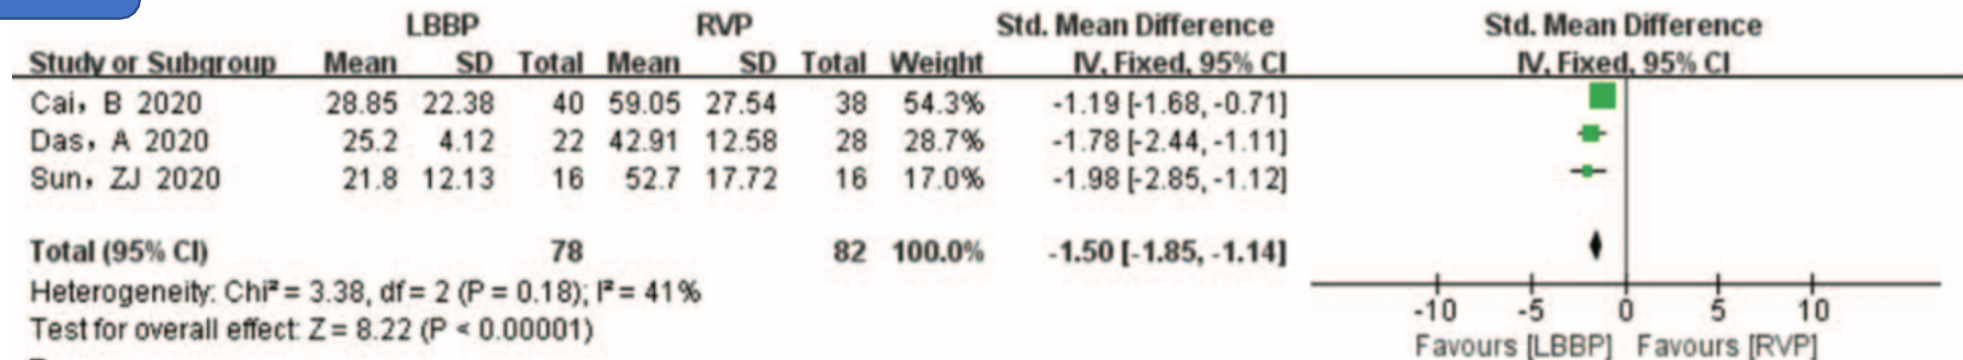 LBBP RVP Std. Mean Difference Std. Mean Difference
Study or Subgroup Mean SD Total Mean SD Total Weight IV, Fixed, 95% CI IV, Fixed, 95% CI
Cai, B 2020 28.85 22.38 40 59.05 27.54 38 54.3% -1.19 [-1.68, -0.71]
Das, A 2020 25.2 4.12 22 42.91 12.58 28 28.7% -1.78 [-2.44, -1.11]
Sun, ZJ 2020 21.8 12.13 16 52.7 17.72 16 17.0% -1.98 [-2.85, -1.12]
Total (95% CI) 78 82 100.0% -1.50 [-1.85, -1.14]
Heterogeneity: Chi² = 3.38, df = 2 (P = 0.18); I² = 41%
Test for overall effect: Z = 8.22 (P < 0.00001)
-10 -5 0 5 10
Favours [LBBP] Favours [RVP]